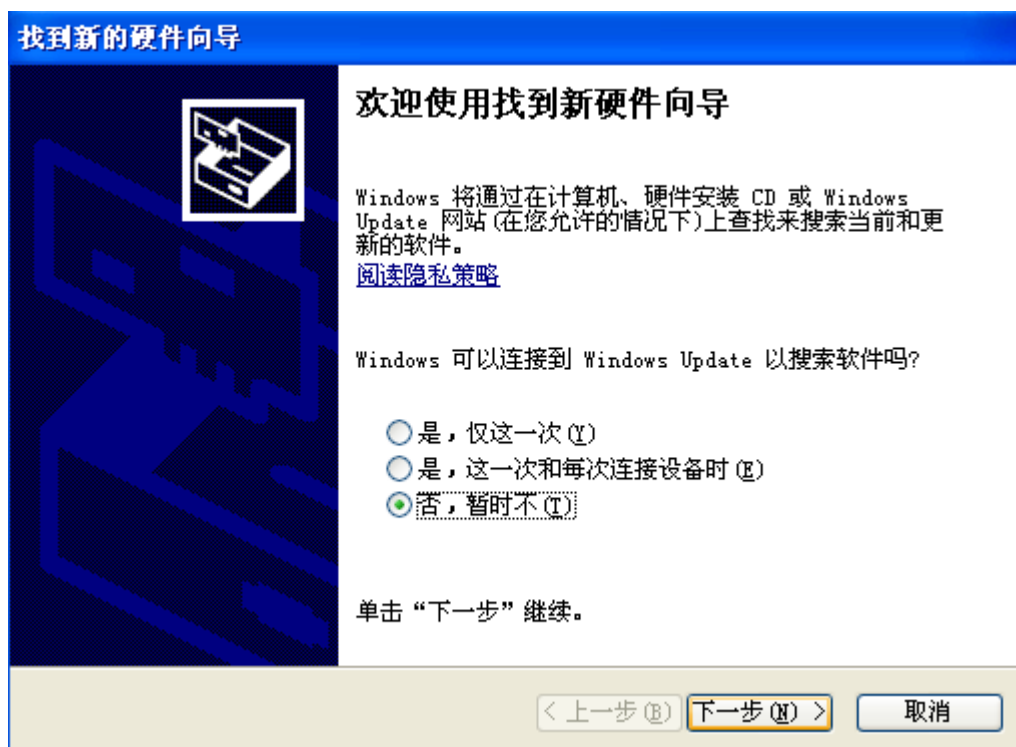 找到新的硬件向导
欢迎使用找到新硬件向导
Windows 将通过在计算机、硬件安装 CD 或 Windows
Update 网站(在您允许的情况下)上查找来搜索当前和更
新的软件。
阅读隐私策略
Windows 可以连接到 Windows Update 以搜索软件吗?
是，仅这一次(Y)
是，这一次和每次连接设备时(E)
否，暂时不(T)
单击“下一步”继续。
< 上一步(B) 下一步(N) > 取消